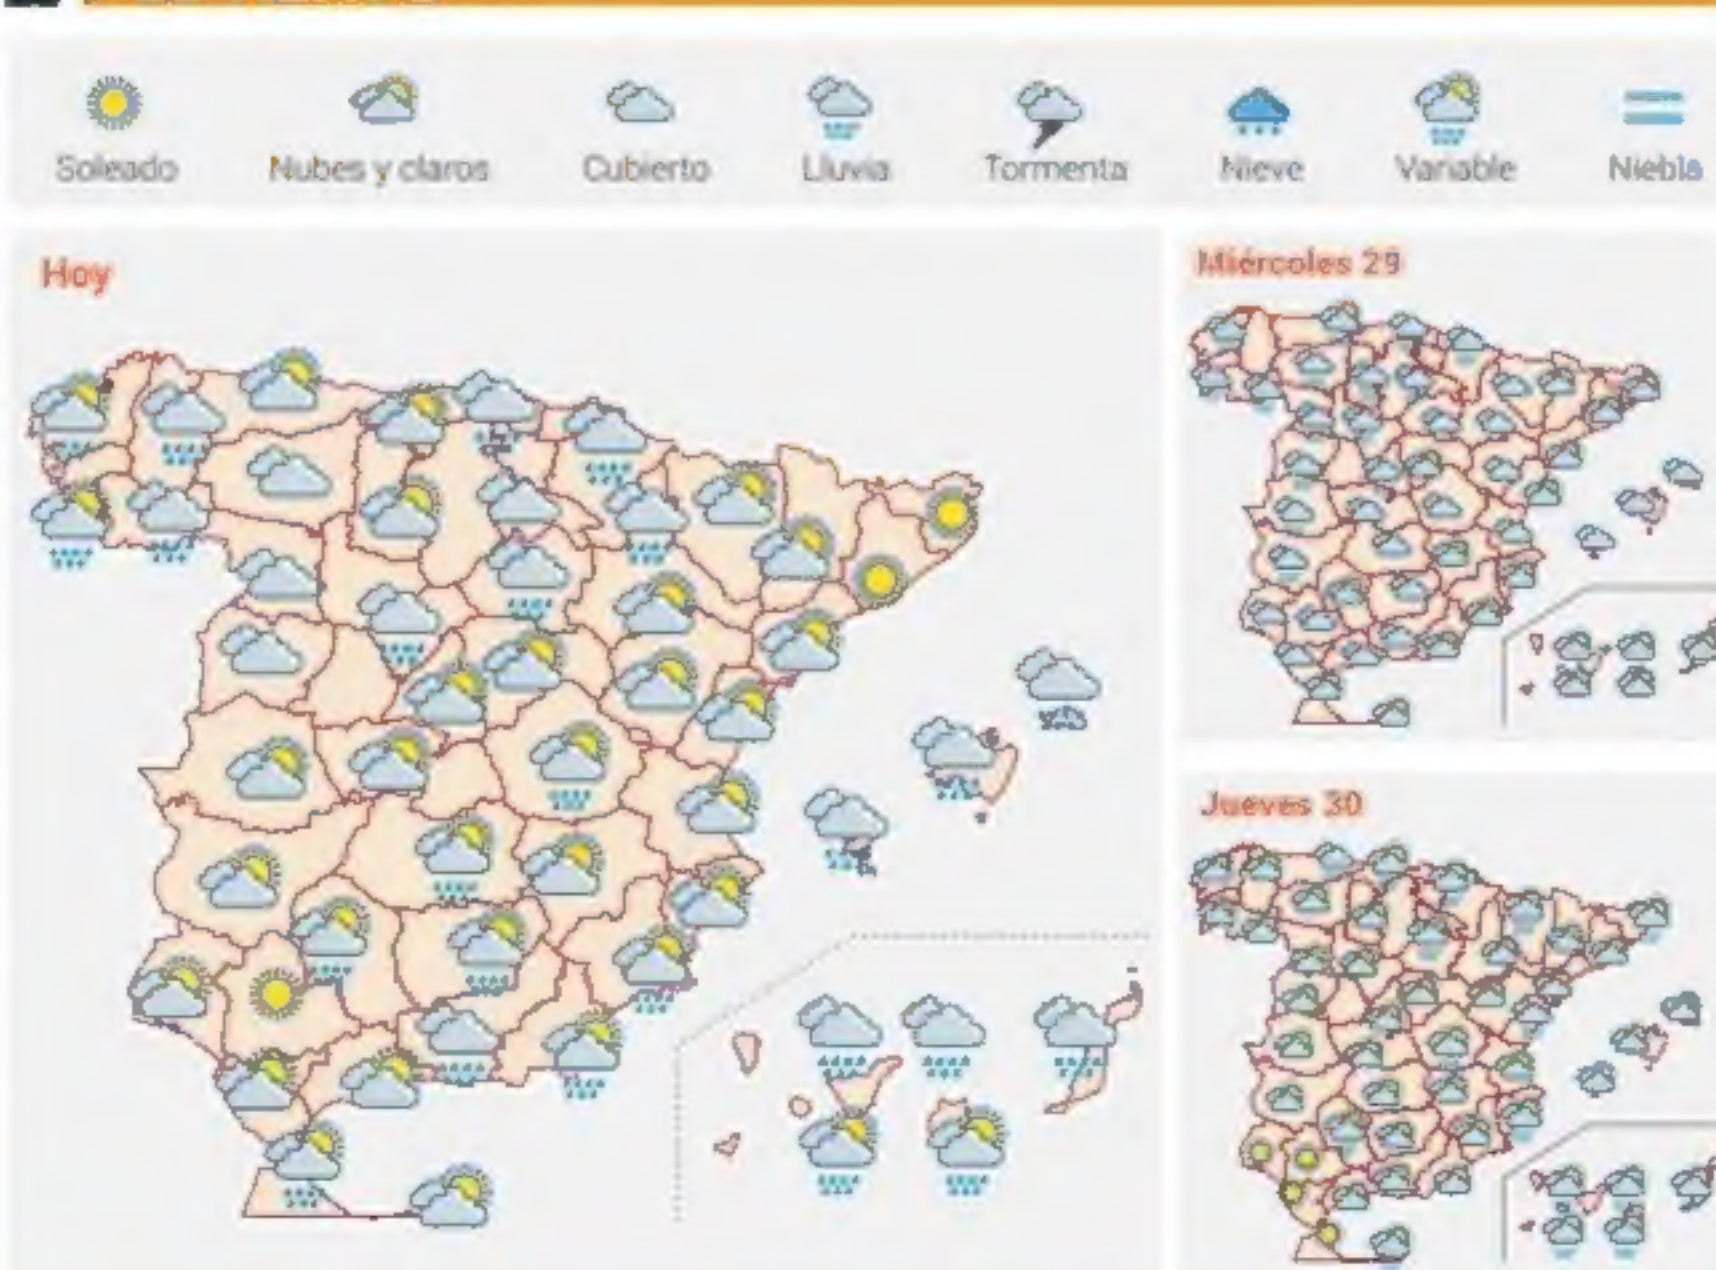 Soleado Nubes y claros Cubierto Lluvia Tormenta Nieve Variable Niebla
Hoy
Miércoles 29
Jueves 30